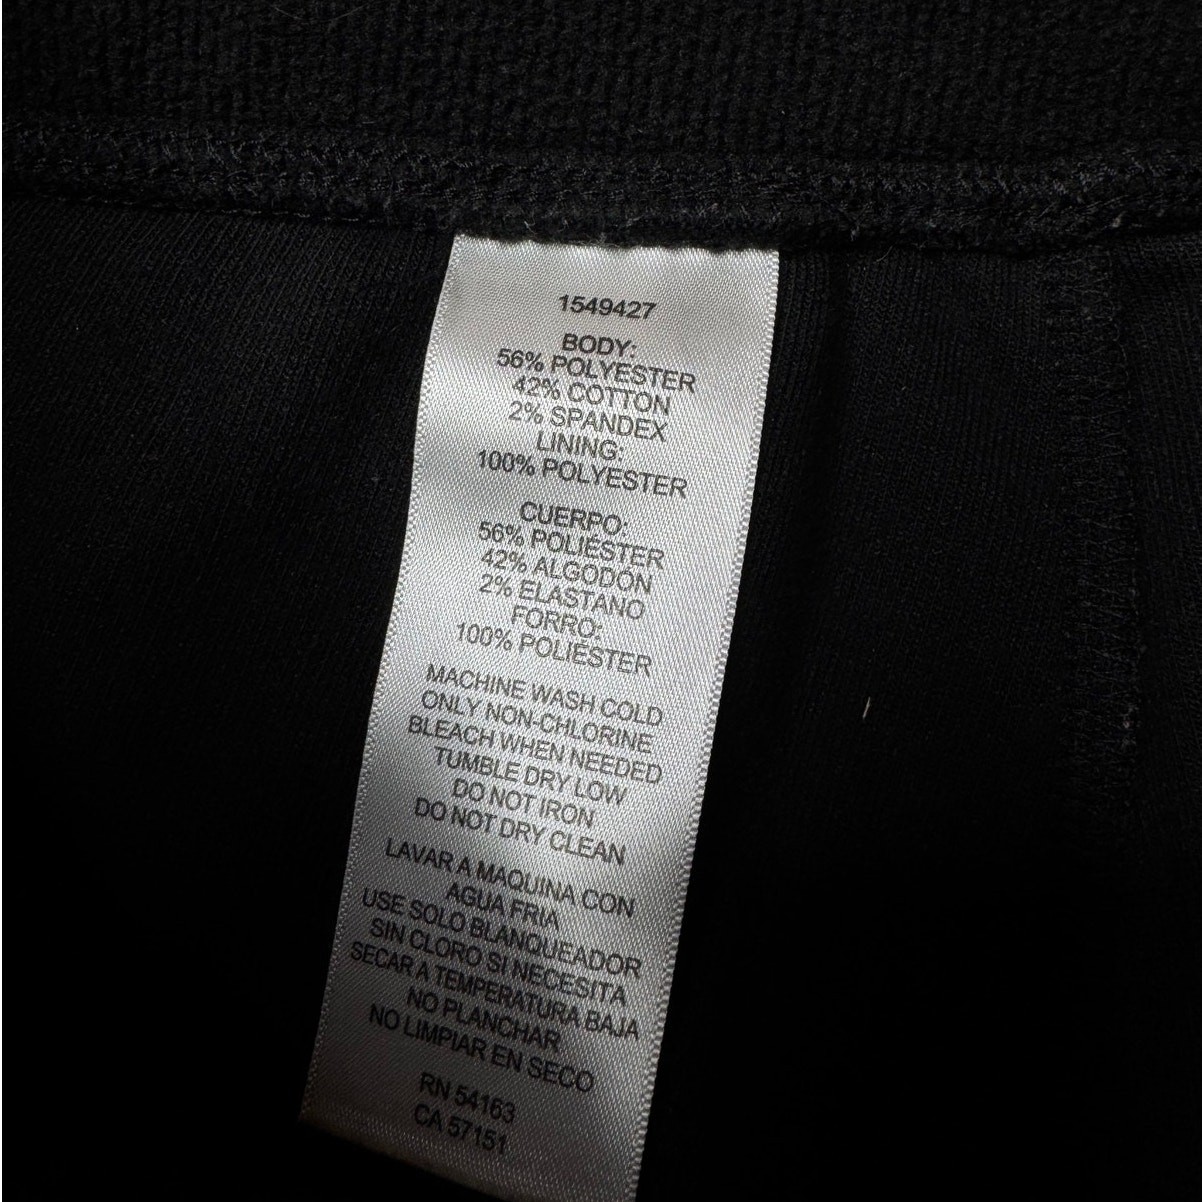 1549427
BODY:
56% POLYESTER
42% COTTON
2% SPANDEX
LINING:
100% POLYESTER
CUERPO:
56% POLIÉSTER
42% ALGODÓN
2% ELASTANO
FORRO:
100% POLIÉSTER
MACHINE WASH COLD
ONLY NON-CHLORINE
BLEACH WHEN NEEDED
TUMBLE DRY LOW
DO NOT IRON
DO NOT DRY CLEAN
LAVAR A MAQUINA CON
AGUA FRIA
USE SOLO BLANQUEADOR
SIN CLORO SI NECESITA
SECAR A TEMPERATURA BAJA
NO PLANCHAR
NO LIMPIAR EN SECO
RN 54163
CA 57151